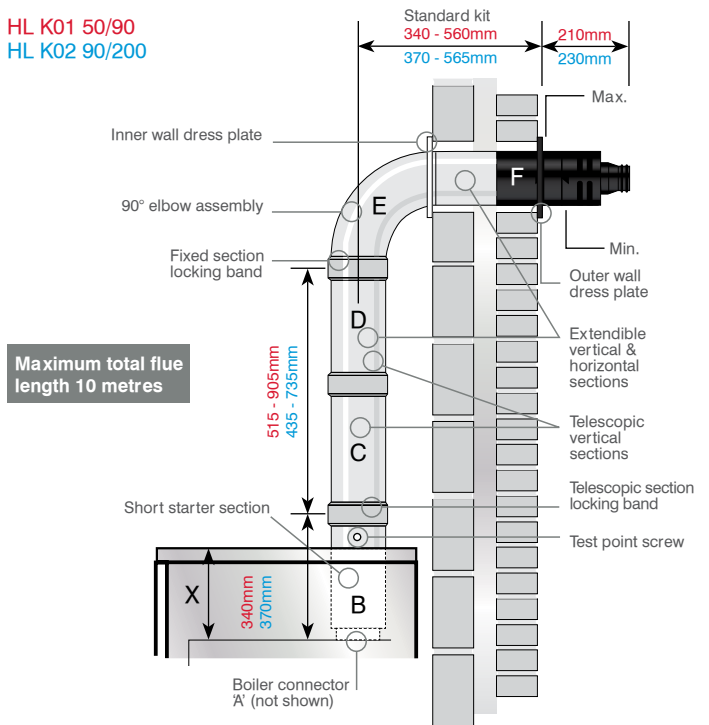 HL K01 50/90
HL K02 90/200
Standard kit
340 - 560mm
370 - 565mm
210mm
230mm
Max.
Inner wall dress plate
F
E
90° elbow assembly
Min.
Fixed section
locking band
Outer wall
dress plate
D
Extendible
vertical &
horizontal
sections
Maximum total flue
length 10 metres
515 - 905mm
435 - 735mm
C
Telescopic
vertical
sections
Telescopic section
locking band
Short starter section
Test point screw
X
340mm
370mm
B
Boiler connector
'A' (not shown)